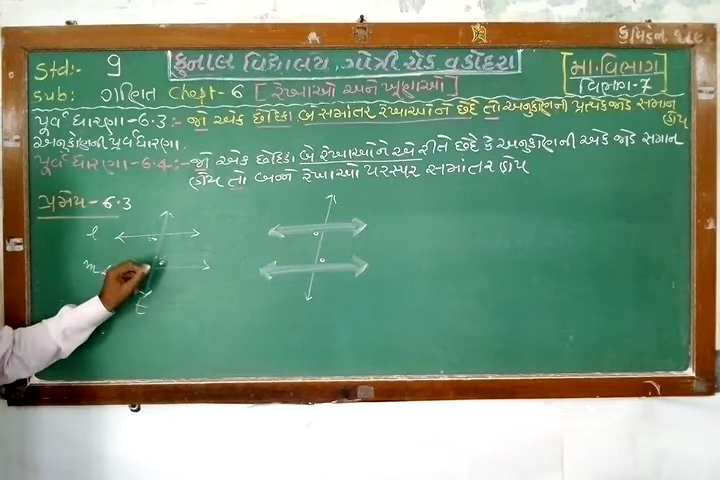 Std:- 9
કુનાલ વિદ્યાલય, ગોત્રી રોડ વડોદરા
મા.વિભાગ
વિભાગ-7
Sub: ગણિત Chept-6 [રેખાઓ અને ખૂણાઓ]
પૂર્વધારણા-6.3:- જો એક છેદિકા બે સમાંતર રેખાઓને છેદે તો અનુકોણની પ્રત્યેક જોડ સમાન હોય
અનુકોણની પૂર્વધારણા.
પૂર્વધારણા-6.4:- જો એક છેદિકા બે રેખાઓને એ રીતે છેદે કે અનુકોણની એક જોડ સમાન
હોય તો બન્ને રેખાઓ પરસ્પર સમાંતર હોય
પ્રમેય-6.3
l
m
t